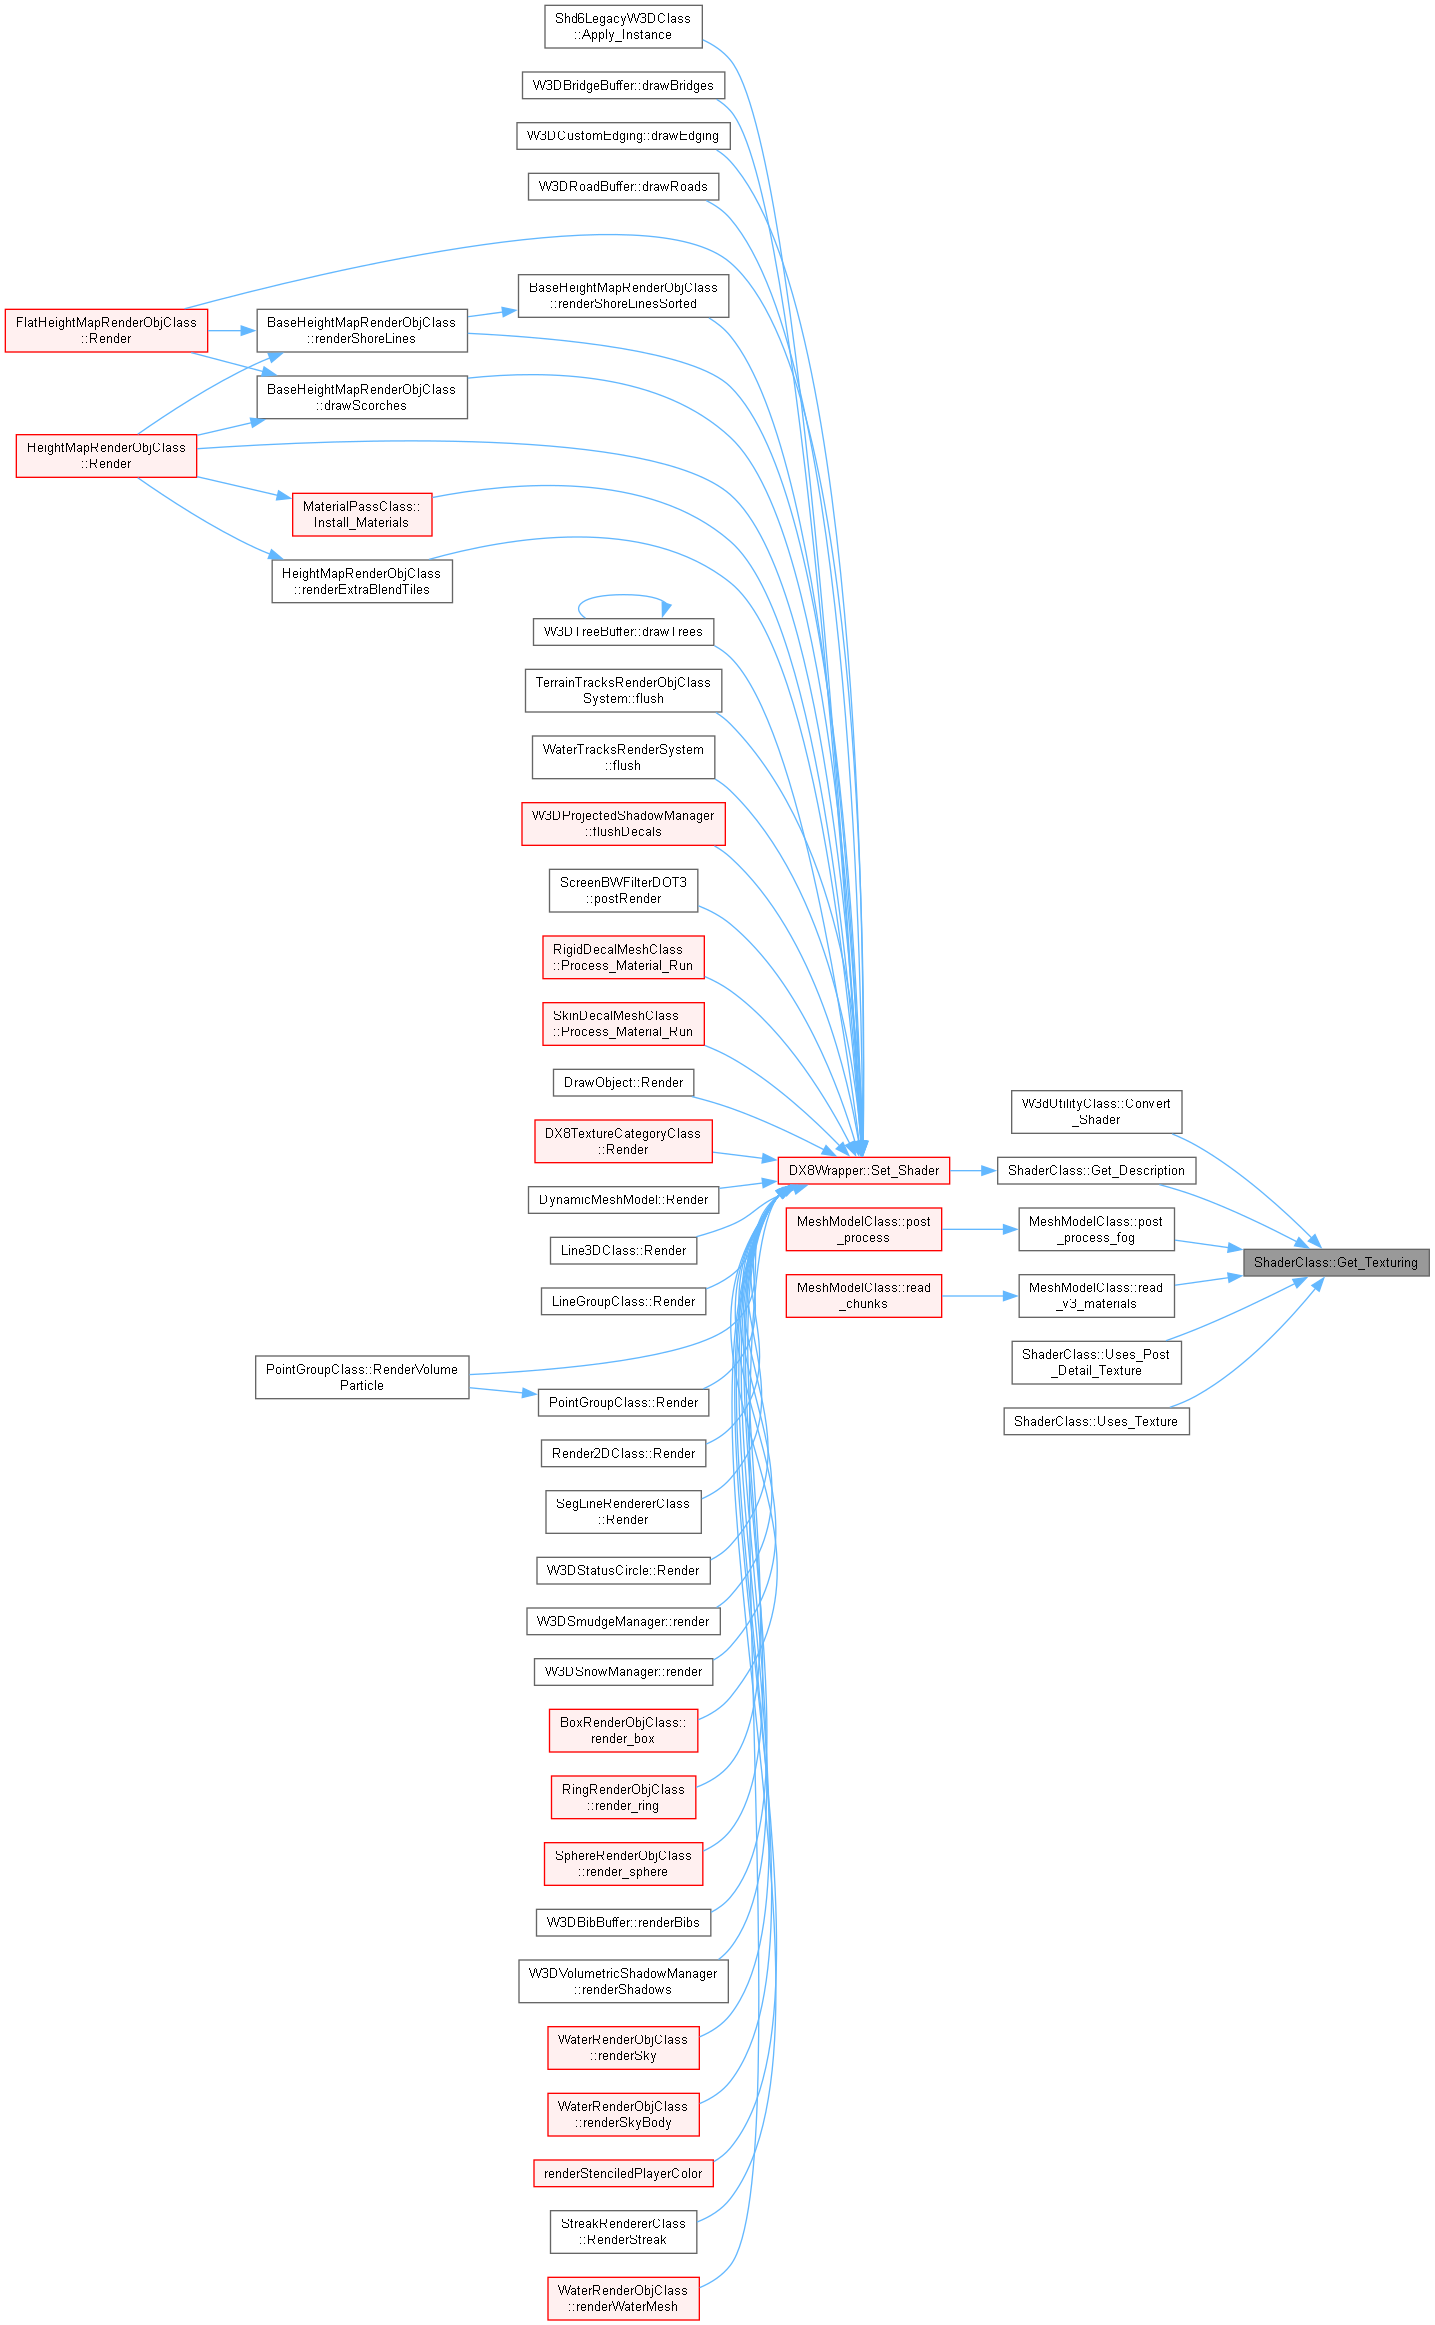 Shd6LegacyW3DClass
::Apply_Instance
W3DBridgeBuffer::drawBridges
W3DCustomEdging::drawEdging
W3DRoadBuffer::drawRoads
BaseHeightMapRenderObjClass
::renderShoreLinesSorted
FlatHeightMapRenderObjClass
::Render
BaseHeightMapRenderObjClass
::renderShoreLines
BaseHeightMapRenderObjClass
::drawScorches
HeightMapRenderObjClass
::Render
MaterialPassClass::
Install_Materials
HeightMapRenderObjClass
::renderExtraBlendTiles
W3DTreeBuffer::drawTrees
TerrainTracksRenderObjClass
System::flush
WaterTracksRenderSystem
::flush
W3DProjectedShadowManager
::flushDecals
ScreenBWFilterDOT3
::postRender
RigidDecalMeshClass
::Process_Material_Run
SkinDecalMeshClass
::Process_Material_Run
DrawObject::Render
DX8TextureCategoryClass
::Render
DynamicMeshModel::Render
Line3DClass::Render
LineGroupClass::Render
PointGroupClass::RenderVolume
Particle
PointGroupClass::Render
Render2DClass::Render
SegLineRendererClass
::Render
W3DStatusCircle::Render
W3DSmudgeManager::render
W3DSnowManager::render
BoxRenderObjClass::
render_box
RingRenderObjClass
::render_ring
SphereRenderObjClass
::render_sphere
W3DBibBuffer::renderBibs
W3DVolumetricShadowManager
::renderShadows
WaterRenderObjClass
::renderSky
WaterRenderObjClass
::renderSkyBody
renderStenciledPlayerColor
StreakRendererClass
::RenderStreak
WaterRenderObjClass
::renderWaterMesh
DX8Wrapper::Set_Shader
MeshModelClass::post
_process
MeshModelClass::read
_chunks
W3dUtilityClass::Convert
_Shader
ShaderClass::Get_Description
MeshModelClass::post
_process_fog
MeshModelClass::read
_v3_materials
ShaderClass::Uses_Post
_Detail_Texture
ShaderClass::Uses_Texture
ShaderClass::Get_Texturing